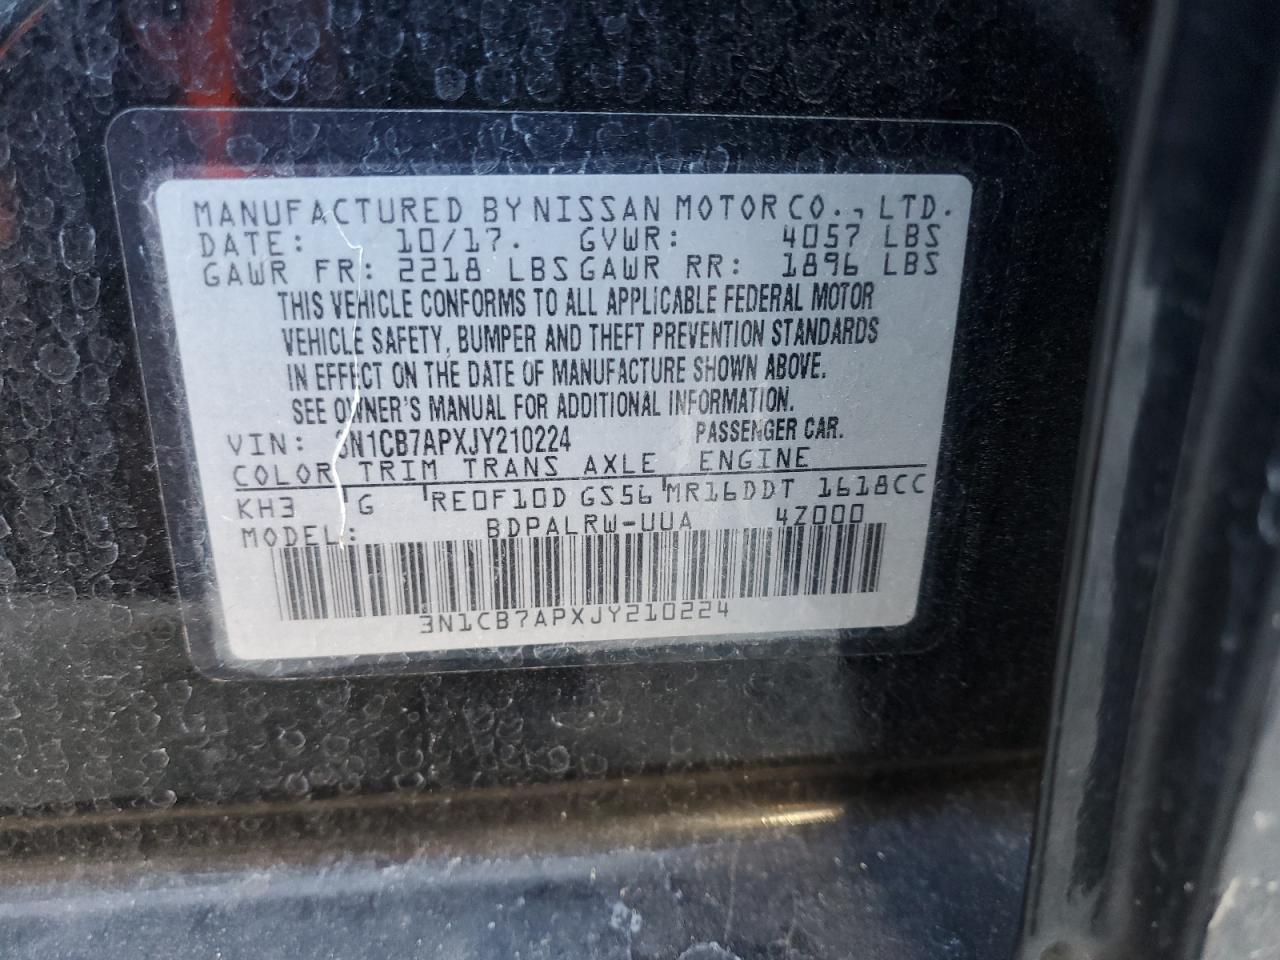 MANUFACTURED BY NISSAN MOTOR CO., LTD.
DATE: 10/17. GVWR: 4057 LBS
GAWR FR: 2218 LBS GAWR RR: 1896 LBS
THIS VEHICLE CONFORMS TO ALL APPLICABLE FEDERAL MOTOR
VEHICLE SAFETY, BUMPER AND THEFT PREVENTION STANDARDS
IN EFFECT ON THE DATE OF MANUFACTURE SHOWN ABOVE.
SEE OWNER'S MANUAL FOR ADDITIONAL INFORMATION.
VIN: 3N1CB7APXJY210224 PASSENGER CAR.
COLOR TRIM TRANS AXLE ENGINE
KH3 G RE0F10D GS56 MR16DDT 1618CC
MODEL: BDPALRW-UUA 4Z000
3N1CB7APXJY210224